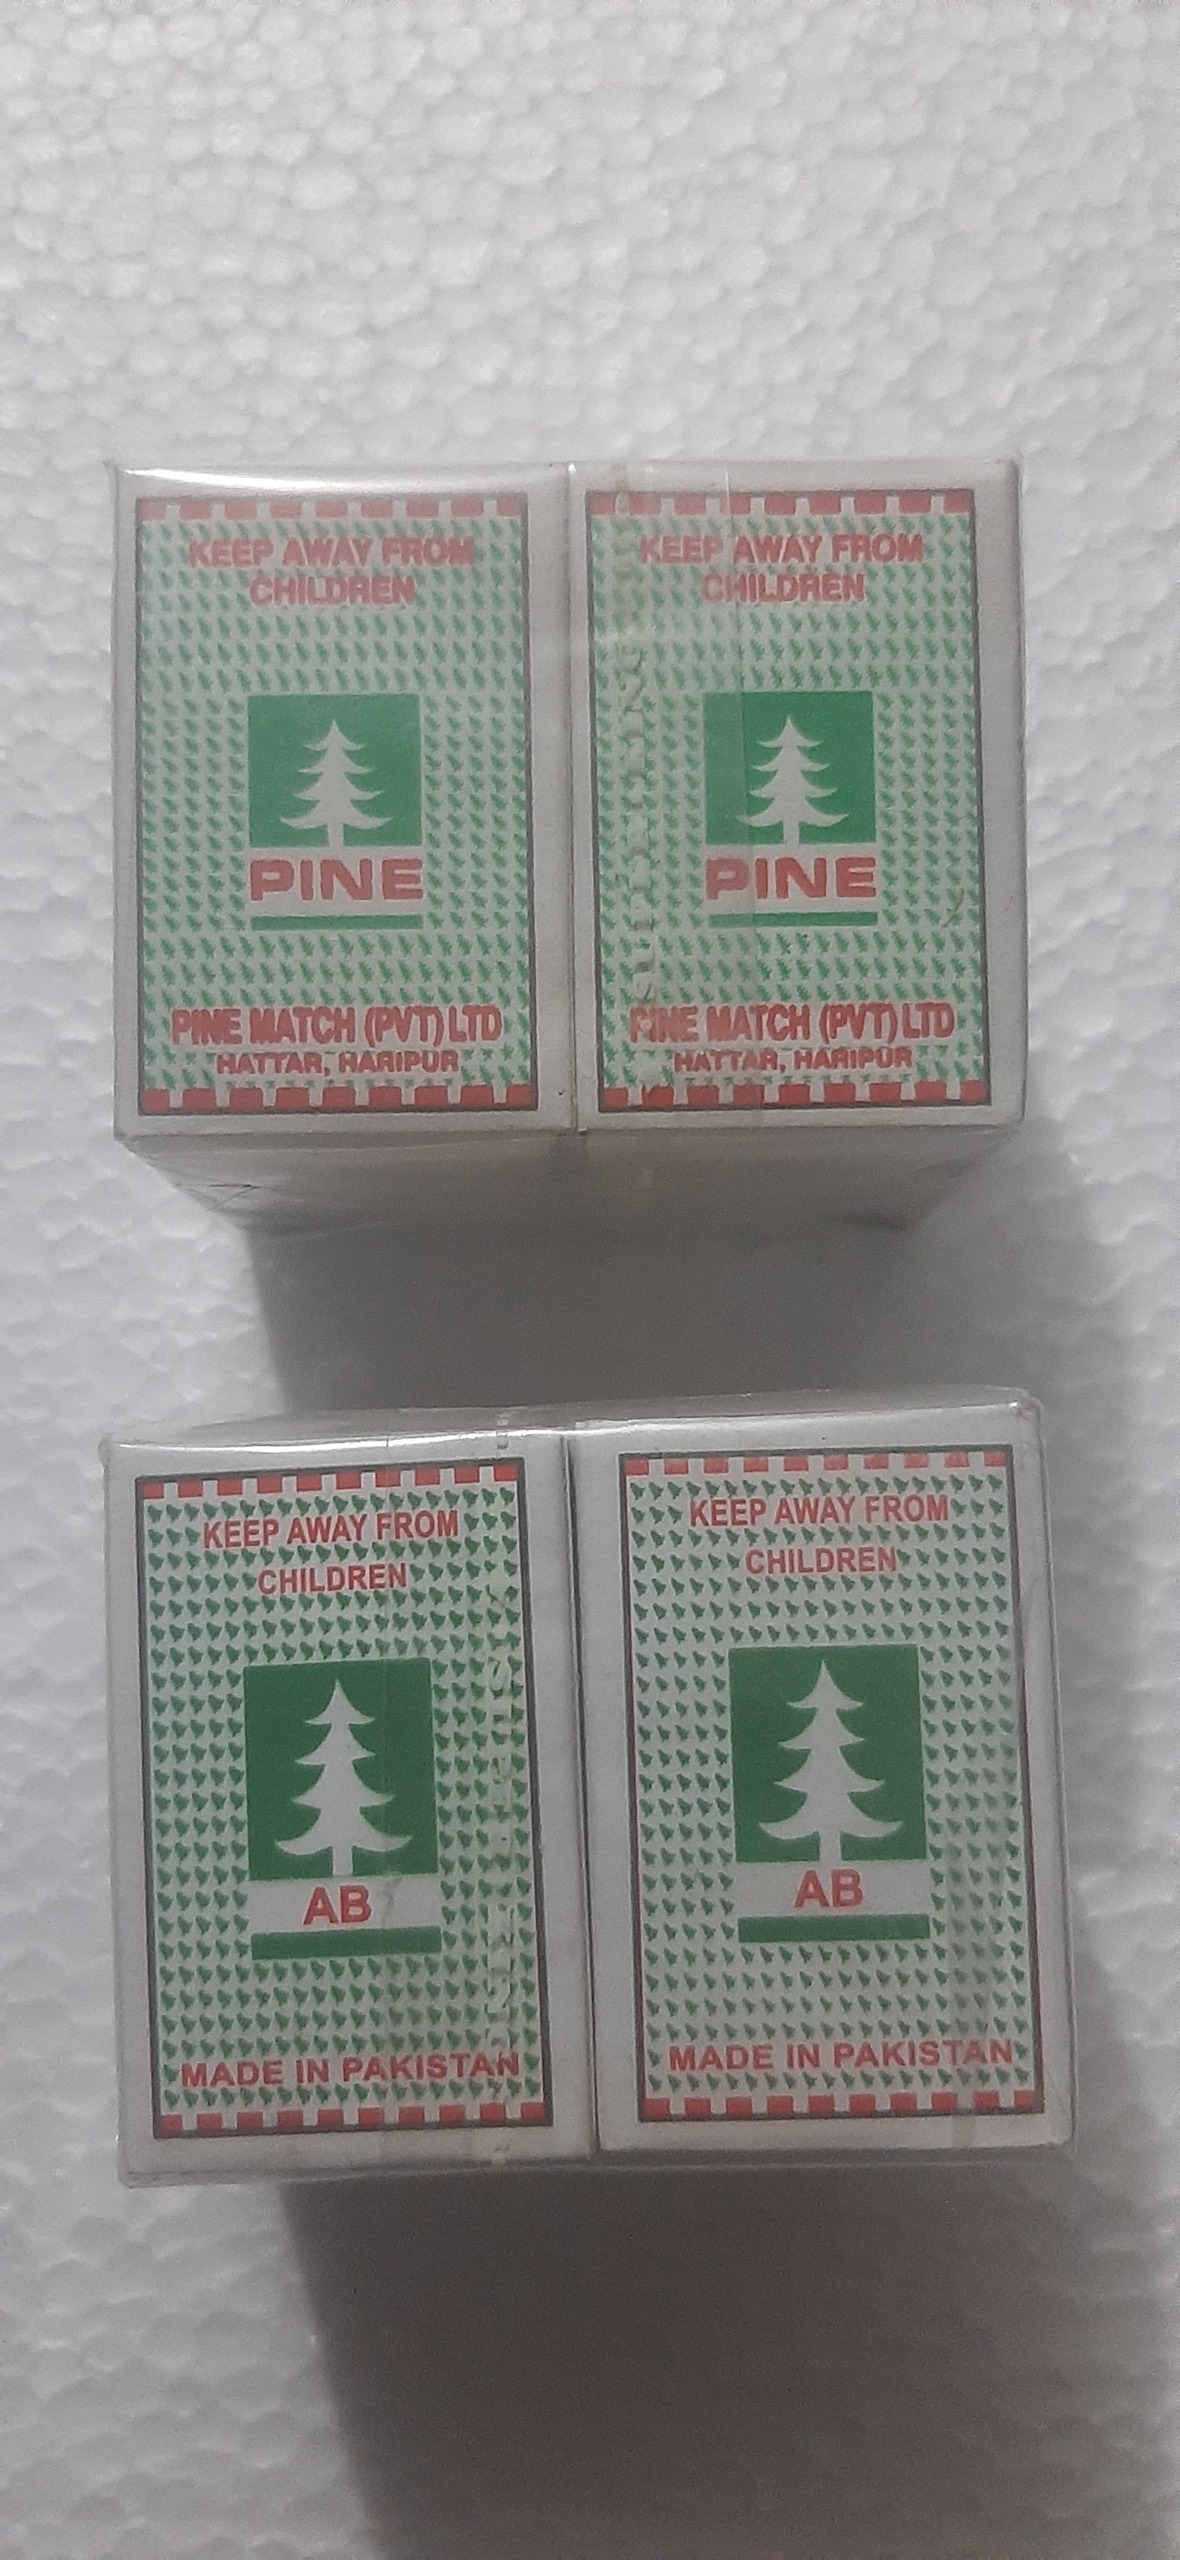 KEEP AWAY FROM
CHILDREN
PINE
PINE MATCH (PVT) LTD
HATTAR, HARIPUR
KEEP AWAY FROM
CHILDREN
PINE
PINE MATCH (PVT) LTD
HATTAR, HARIPUR
KEEP AWAY FROM
CHILDREN
AB
MADE IN PAKISTAN
KEEP AWAY FROM
CHILDREN
AB
MADE IN PAKISTAN